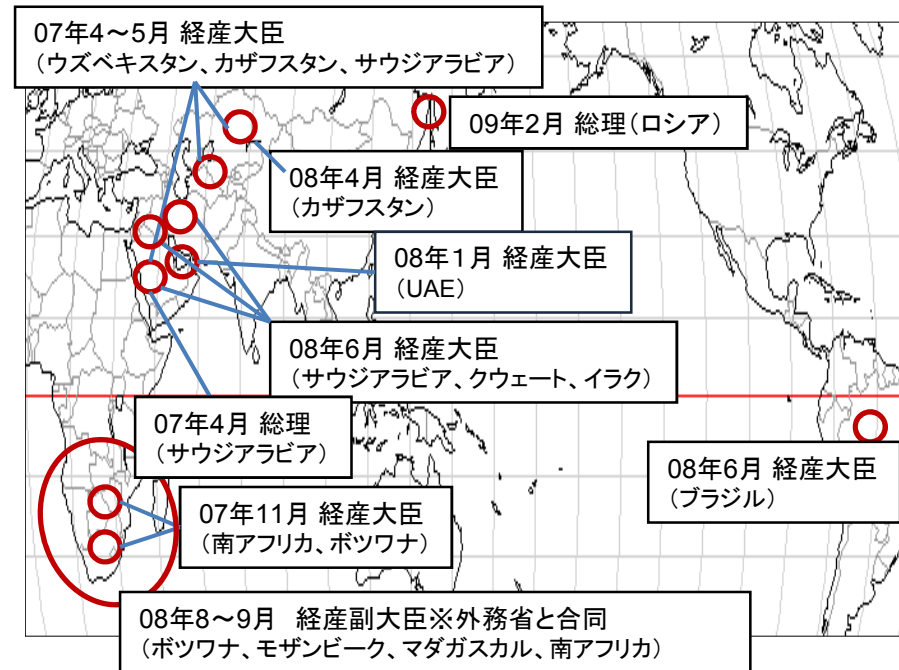 07年4～5月 経産大臣
（ウズベキスタン、カザフスタン、サウジアラビア）
09年2月 総理（ロシア）
08年4月 経産大臣
（カザフスタン）
08年１月 経産大臣
（UAE）
08年6月 経産大臣
（サウジアラビア、クウェート、イラク）
07年4月 総理
（サウジアラビア）
08年6月 経産大臣
（ブラジル）
07年11月 経産大臣
（南アフリカ、ボツワナ）
08年8～9月　経産副大臣※外務省と合同
（ボツワナ、モザンビーク、マダガスカル、南アフリカ）